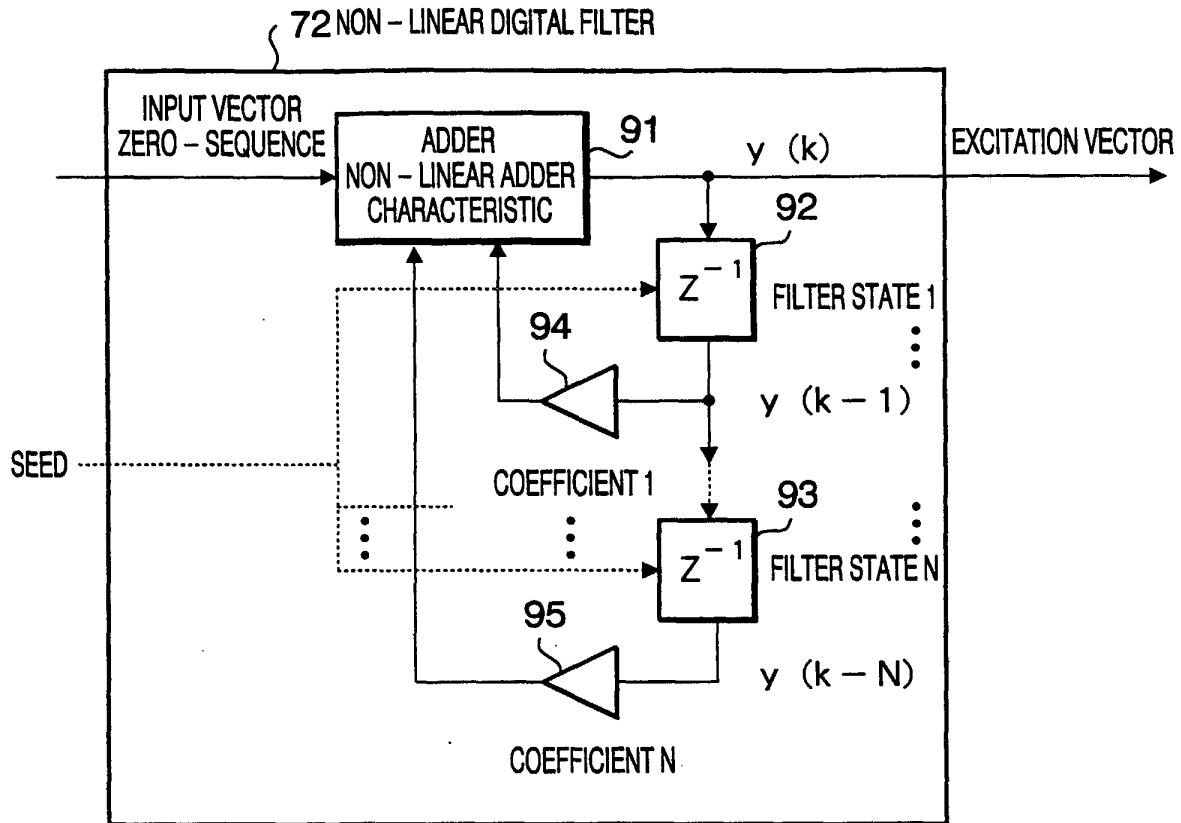 72 NON – LINEAR DIGITAL FILTER
INPUT VECTOR
ZERO – SEQUENCE
ADDER
NON – LINEAR ADDER
CHARACTERISTIC
91
y (k)
EXCITATION VECTOR
92
Z⁻¹
FILTER STATE 1
94
y (k – 1)
SEED
COEFFICIENT 1
93
Z⁻¹
FILTER STATE N
95
y (k – N)
COEFFICIENT N